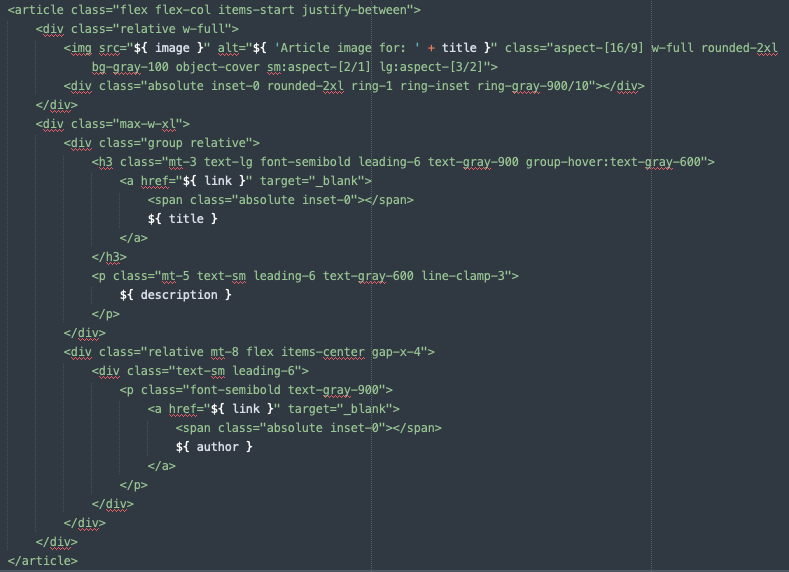 <article class="flex flex-col items-start justify-between">
<div class="relative w-full">
<img src="${ image }" alt="${ 'Article image for: ' + title }" class="aspect-[16/9] w-full rounded-2xl
bg-gray-100 object-cover sm:aspect-[2/1] lg:aspect-[3/2]">
<div class="absolute inset-0 rounded-2xl ring-1 ring-inset ring-gray-900/10"></div>
</div>
<div class="max-w-xl">
<div class="group relative">
<h3 class="mt-3 text-lg font-semibold leading-6 text-gray-900 group-hover:text-gray-600">
<a href="${ link }" target="_blank">
<span class="absolute inset-0"></span>
${ title }
</a>
</h3>
<p class="mt-5 text-sm leading-6 text-gray-600 line-clamp-3">
${ description }
</p>
</div>
<div class="relative mt-8 flex items-center gap-x-4">
<div class="text-sm leading-6">
<p class="font-semibold text-gray-900">
<a href="${ link }" target="_blank">
<span class="absolute inset-0"></span>
${ author }
</a>
</p>
</div>
</div>
</div>
</article>